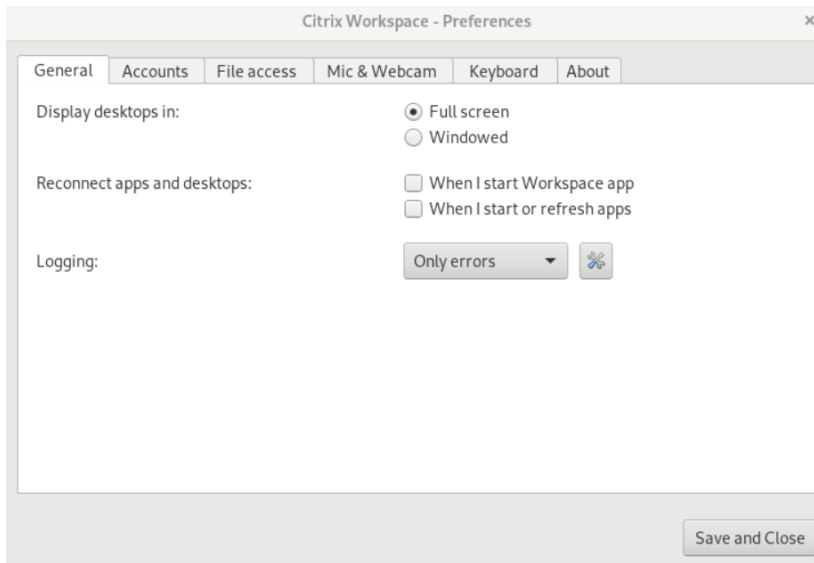 Citrix Workspace - Preferences
General Accounts File access Mic & Webcam Keyboard About
Display desktops in: Full screen
Windowed
Reconnect apps and desktops: When I start Workspace app
When I start or refresh apps
Logging: Only errors
Save and Close